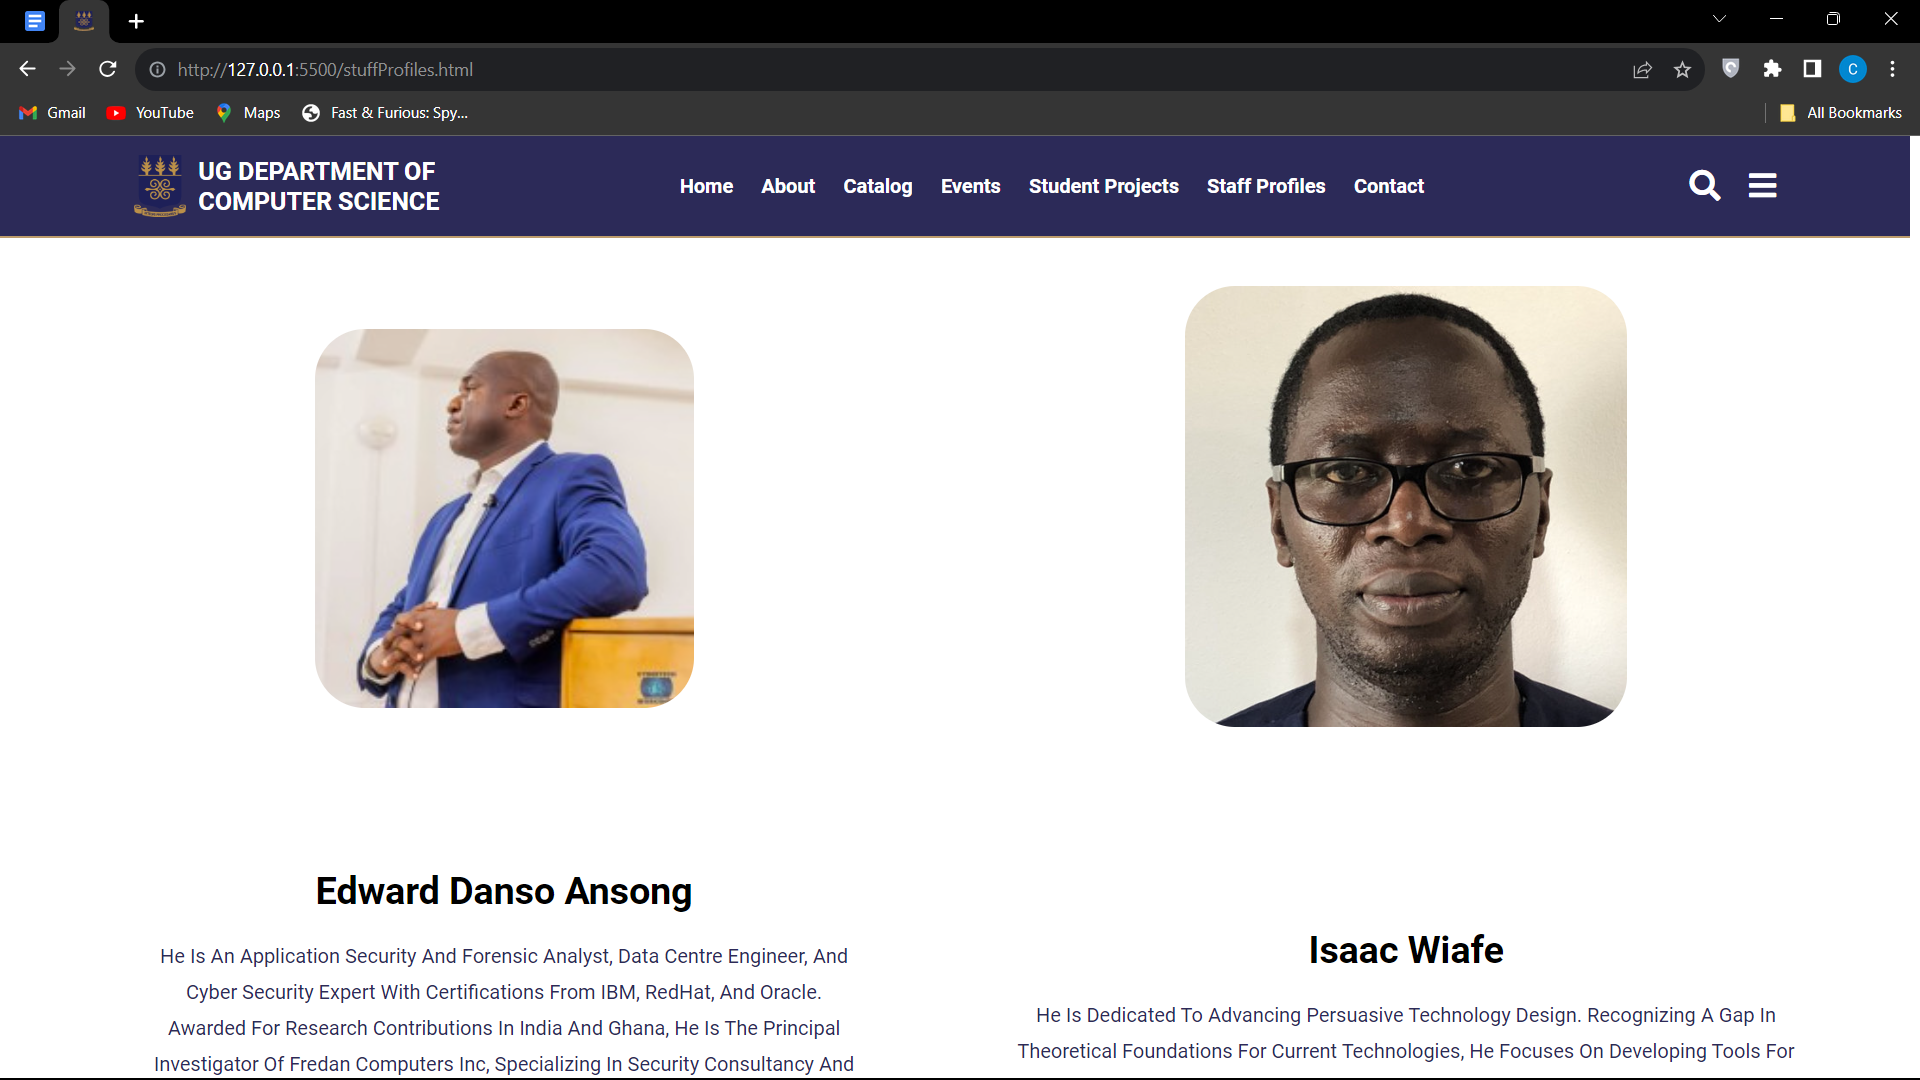 http://127.0.0.1:5500/stuffProfiles.html
C
Gmail
YouTube
Maps
Fast & Furious: Spy...
All Bookmarks
UG DEPARTMENT OF
COMPUTER SCIENCE
Home
About
Catalog
Events
Student Projects
Staff Profiles
Contact
Edward Danso Ansong
He Is An Application Security And Forensic Analyst, Data Centre Engineer, And
Cyber Security Expert With Certifications From IBM, RedHat, And Oracle.
Awarded For Research Contributions In India And Ghana, He Is The Principal
Investigator Of Fredan Computers Inc, Specializing In Security Consultancy And
Isaac Wiafe
He Is Dedicated To Advancing Persuasive Technology Design. Recognizing A Gap In
Theoretical Foundations For Current Technologies, He Focuses On Developing Tools For